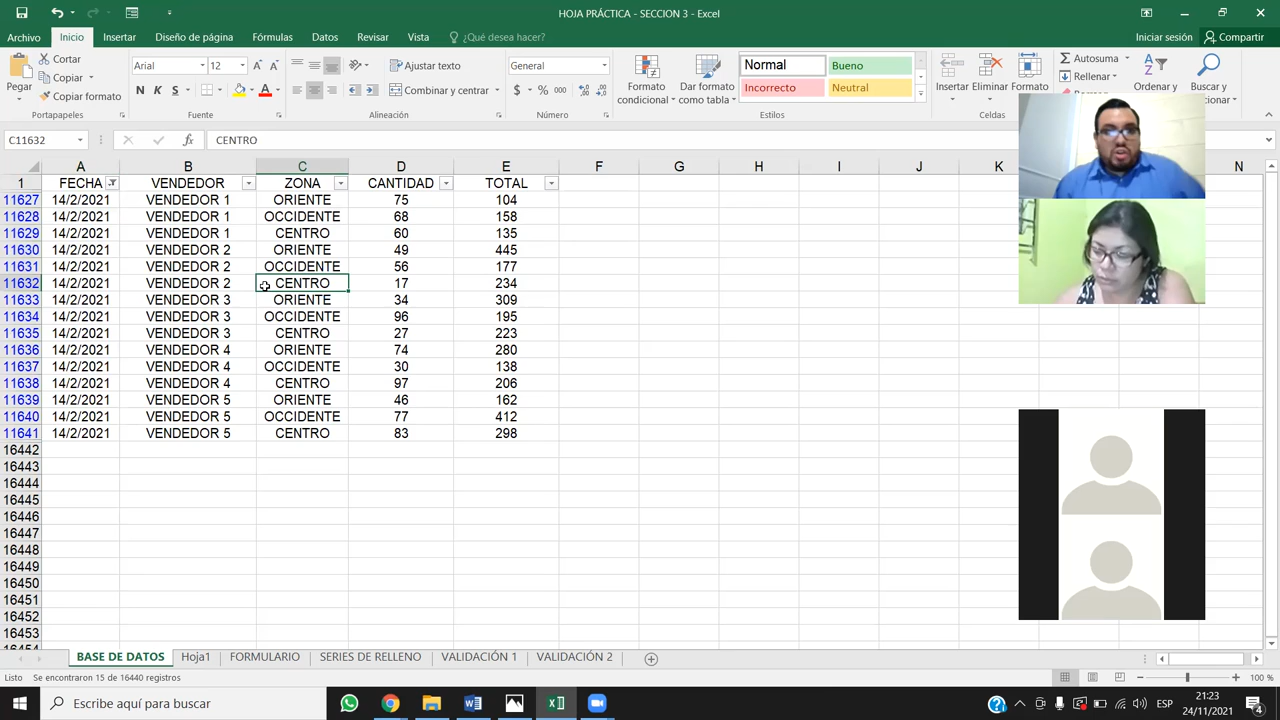 HOJA PRÁCTICA - SECCION 3 - Excel
Archivo Inicio Insertar Diseño de página Fórmulas Datos Revisar Vista ¿Qué desea hacer? Iniciar sesión Compartir
Pegar
Cortar
Copiar
Copiar formato
Portapapeles
Arial 12
N K S
Fuente
Ajustar texto
Combinar y centrar
Alineación
General
$ % 000
Número
Formato condicional
Dar formato como tabla
Normal Bueno
Incorrecto Neutral
Estilos
Insertar Eliminar Formato
Celdas
Autosuma
Rellenar
Ordenar y
Buscar y
C11632 fx CENTRO
A B C D E F G H I J K N
1 FECHA VENDEDOR ZONA CANTIDAD TOTAL
11627 14/2/2021 VENDEDOR 1 ORIENTE 75 104
11628 14/2/2021 VENDEDOR 1 OCCIDENTE 68 158
11629 14/2/2021 VENDEDOR 1 CENTRO 60 135
11630 14/2/2021 VENDEDOR 2 ORIENTE 49 445
11631 14/2/2021 VENDEDOR 2 OCCIDENTE 56 177
11632 14/2/2021 VENDEDOR 2 CENTRO 17 234
11633 14/2/2021 VENDEDOR 3 ORIENTE 34 309
11634 14/2/2021 VENDEDOR 3 OCCIDENTE 96 195
11635 14/2/2021 VENDEDOR 3 CENTRO 27 223
11636 14/2/2021 VENDEDOR 4 ORIENTE 74 280
11637 14/2/2021 VENDEDOR 4 OCCIDENTE 30 138
11638 14/2/2021 VENDEDOR 4 CENTRO 97 206
11639 14/2/2021 VENDEDOR 5 ORIENTE 46 162
11640 14/2/2021 VENDEDOR 5 OCCIDENTE 77 412
11641 14/2/2021 VENDEDOR 5 CENTRO 83 298
16442
16443
16444
16445
16446
16447
16448
16449
16450
16451
16452
16453
BASE DE DATOS Hoja1 FORMULARIO SERIES DE RELLENO VALIDACIÓN 1 VALIDACIÓN 2
Listo Se encontraron 15 de 16440 registros 100 %
Escribe aquí para buscar
ESP
21:23
24/11/2021
4